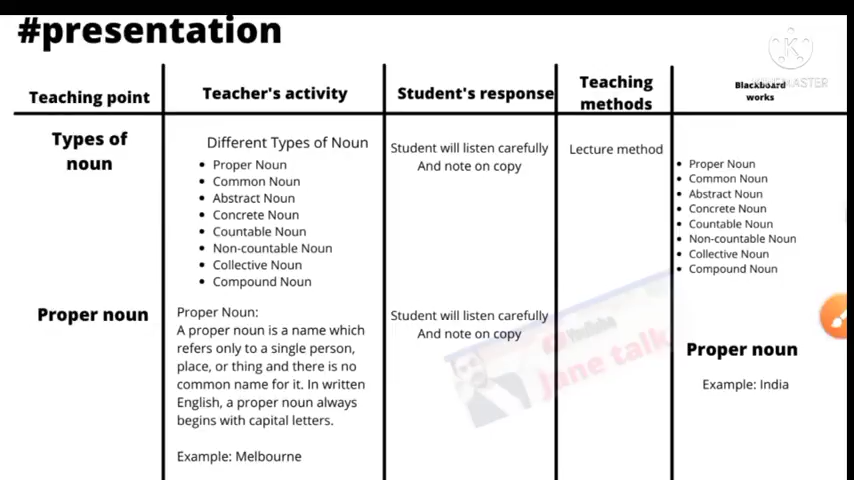 #presentation
Teaching point
Teacher's activity
Student's response
Teaching
methods
Blackboard
works
KINEMASTER
Types of
noun
Different Types of Noun
• Proper Noun
• Common Noun
• Abstract Noun
• Concrete Noun
• Countable Noun
• Non-countable Noun
• Collective Noun
• Compound Noun
Student will listen carefully
And note on copy
Lecture method
• Proper Noun
• Common Noun
• Abstract Noun
• Concrete Noun
• Countable Noun
• Non-countable Noun
• Collective Noun
• Compound Noun
Proper noun
Proper Noun:
A proper noun is a name which
refers only to a single person,
place, or thing and there is no
common name for it. In written
English, a proper noun always
begins with capital letters.
Example: Melbourne
Student will listen carefully
And note on copy
YouTube
Jane talk
Proper noun
Example: India